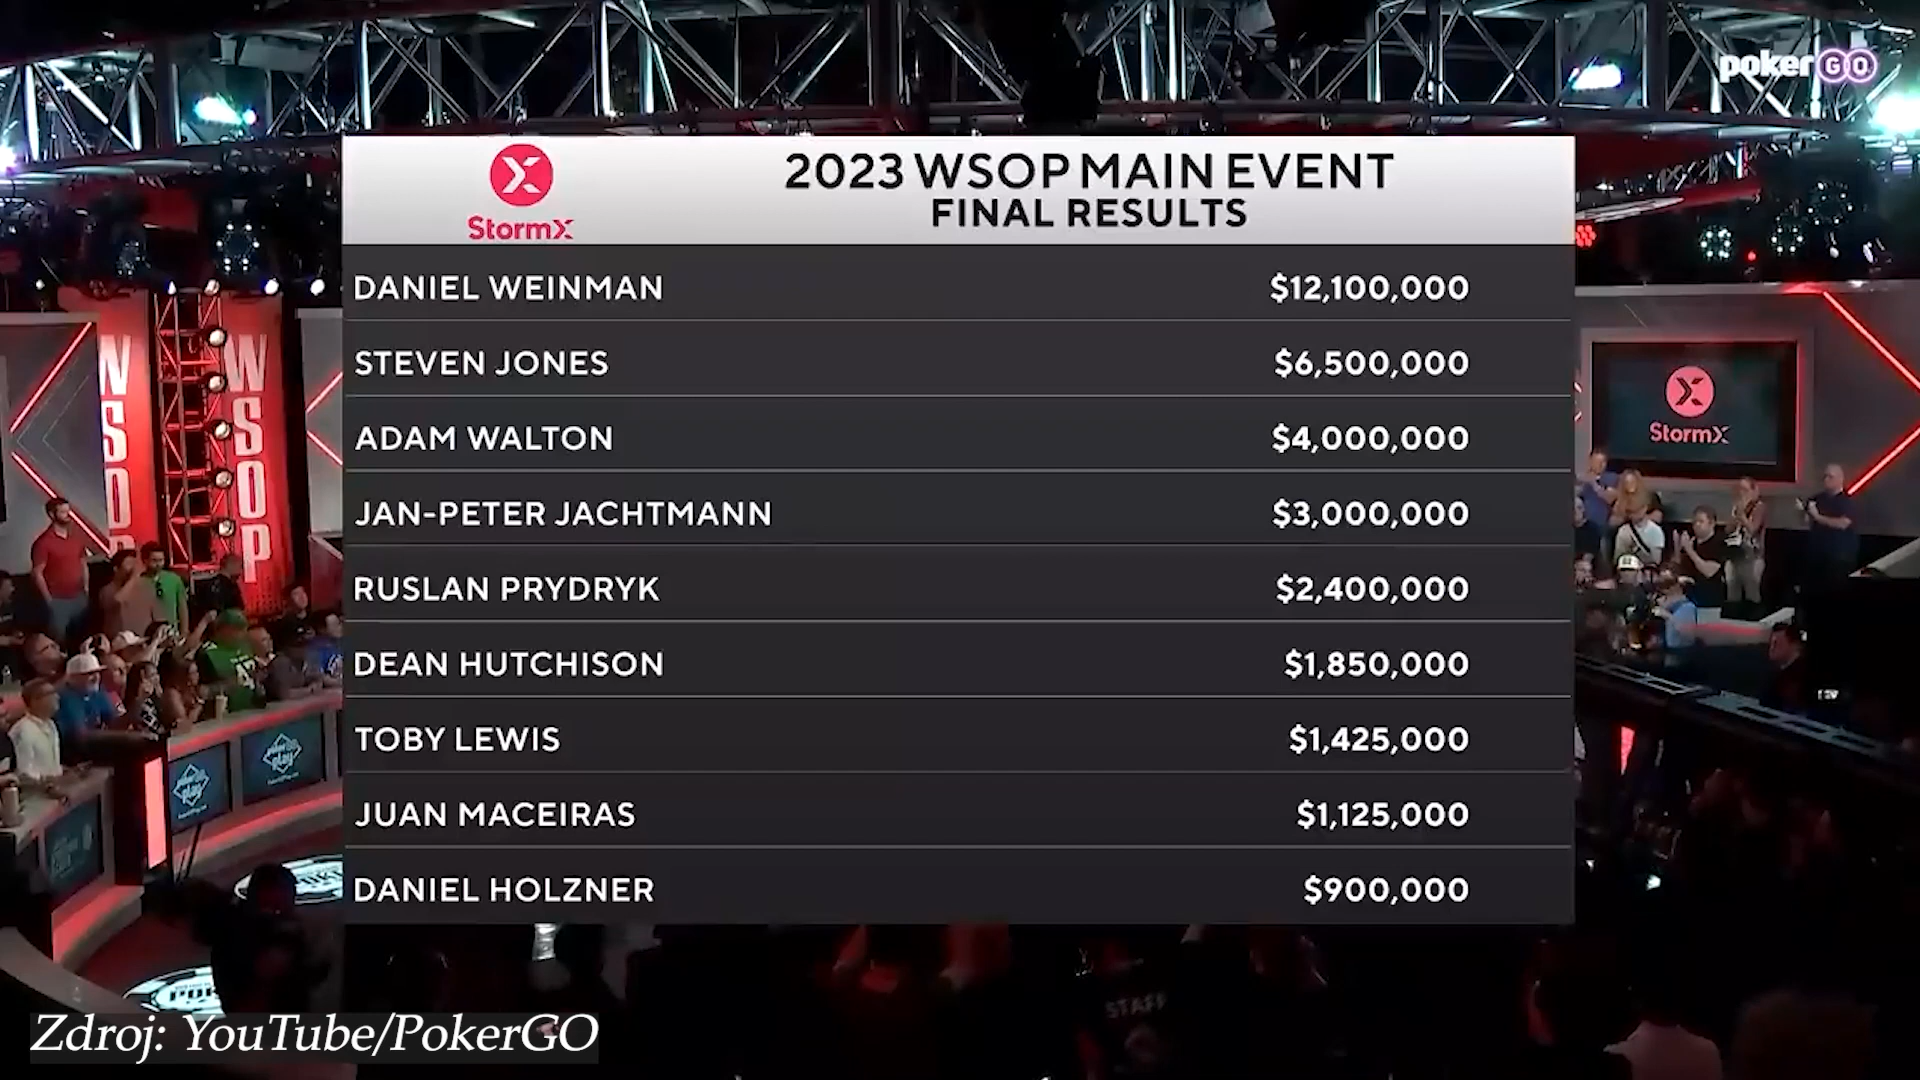 poker GO
StormX
2023 WSOP MAIN EVENT
FINAL RESULTS
DANIEL WEINMAN $12,100,000
STEVEN JONES $6,500,000
ADAM WALTON $4,000,000
JAN-PETER JACHTMANN $3,000,000
RUSLAN PRYDRYK $2,400,000
DEAN HUTCHISON $1,850,000
TOBY LEWIS $1,425,000
JUAN MACEIRAS $1,125,000
DANIEL HOLZNER $900,000
WSOP
WSOP
StormX
STAFF
Zdroj: YouTube/PokerGO